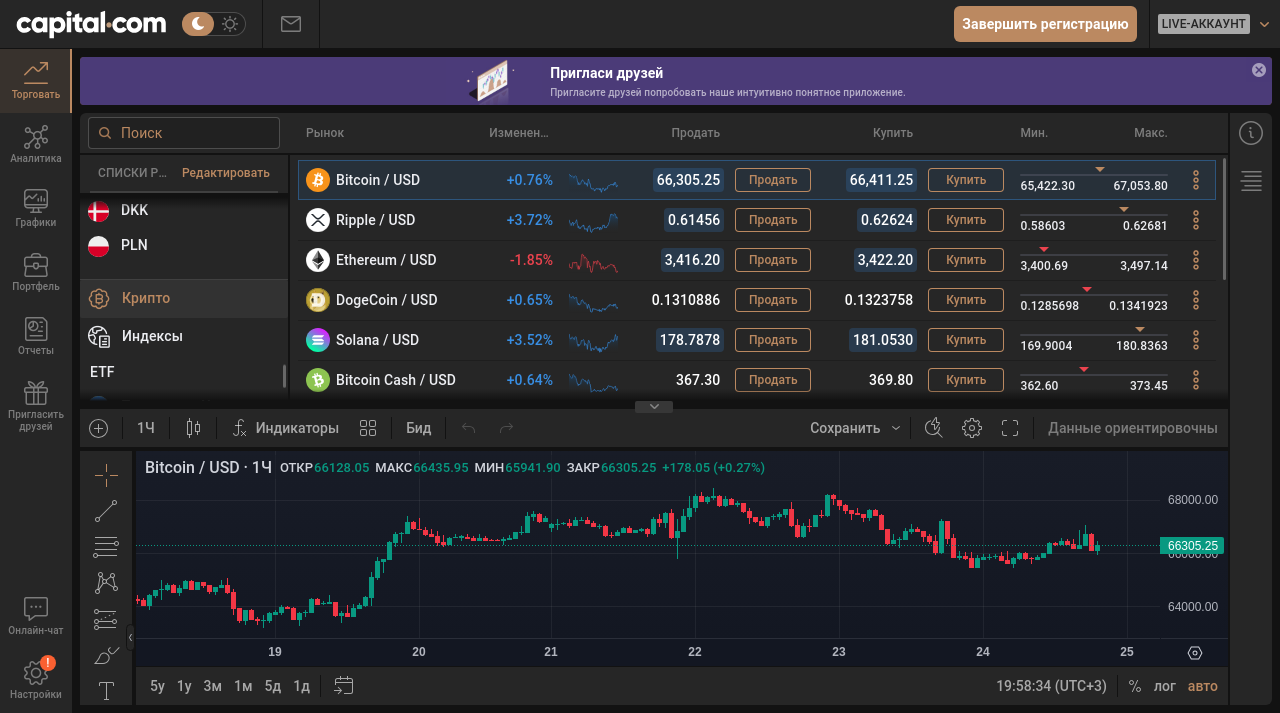 capital.com
Завершить регистрацию
LIVE-АККАУНТ
Торговать
Аналитика
Графики
Портфель
Отчеты
Пригласить
друзей
Онлайн-чат
!
Настройки
Пригласи друзей
Пригласите друзей попробовать наше интуитивно понятное приложение.
Поиск
Рынок Изменен... Продать Купить Мин. Макс.
СПИСКИ Р... Редактировать
DKK
PLN
Крипто
Индексы
ETF
Bitcoin / USD +0.76% 66,305.25 Продать 66,411.25 Купить 65,422.30 67,053.80
Ripple / USD +3.72% 0.61456 Продать 0.62624 Купить 0.58603 0.62681
Ethereum / USD -1.85% 3,416.20 Продать 3,422.20 Купить 3,400.69 3,497.14
DogeCoin / USD +0.65% 0.1310886 Продать 0.1323758 Купить 0.1285698 0.1341923
Solana / USD +3.52% 178.7878 Продать 181.0530 Купить 169.9004 180.8363
Bitcoin Cash / USD +0.64% 367.30 Продать 369.80 Купить 362.60 373.45
1Ч Индикаторы Бид Сохранить Данные ориентировочны
Bitcoin / USD · 1Ч ОТКР66128.05 МАКС66435.95 МИН65941.90 ЗАКР66305.25 +178.05 (+0.27%)
68000.00
66305.25
66000.00
64000.00
19 20 21 22 23 24 25
5y 1y 3м 1м 5д 1д 19:58:34 (UTC+3) % лог авто